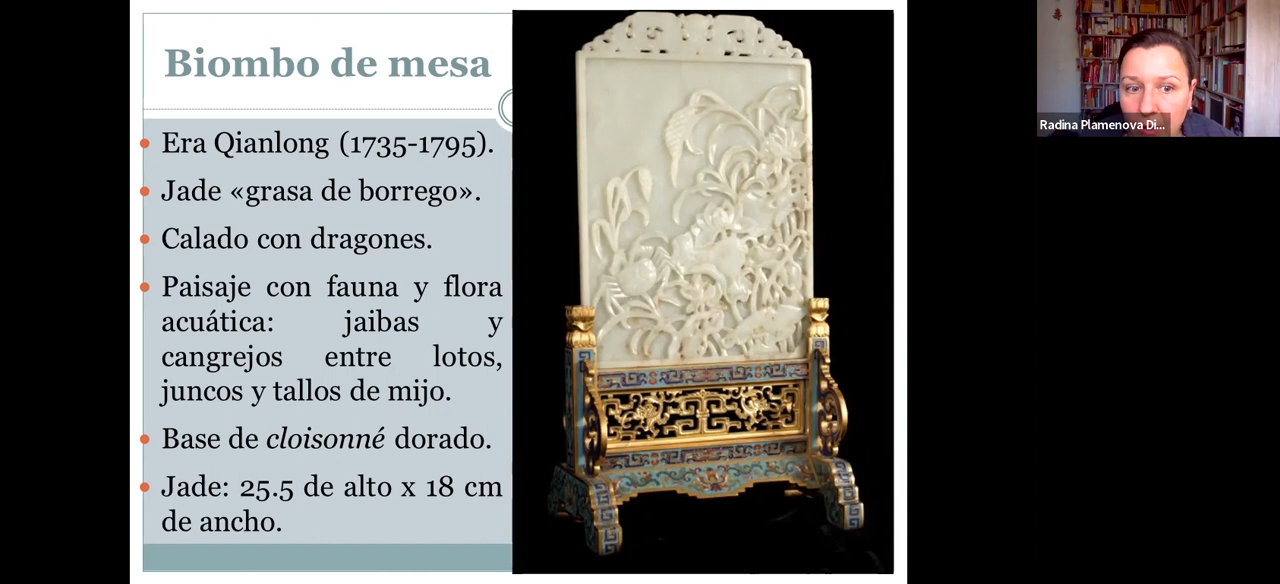 Biombo de mesa
Era Qianlong (1735-1795).
Jade «grasa de borrego».
Calado con dragones.
Paisaje con fauna y flora
acuática: jaibas y
cangrejos entre lotos,
juncos y tallos de mijo.
Base de cloisonné dorado.
Jade: 25.5 de alto x 18 cm
de ancho.
Radina Plamenova Di...